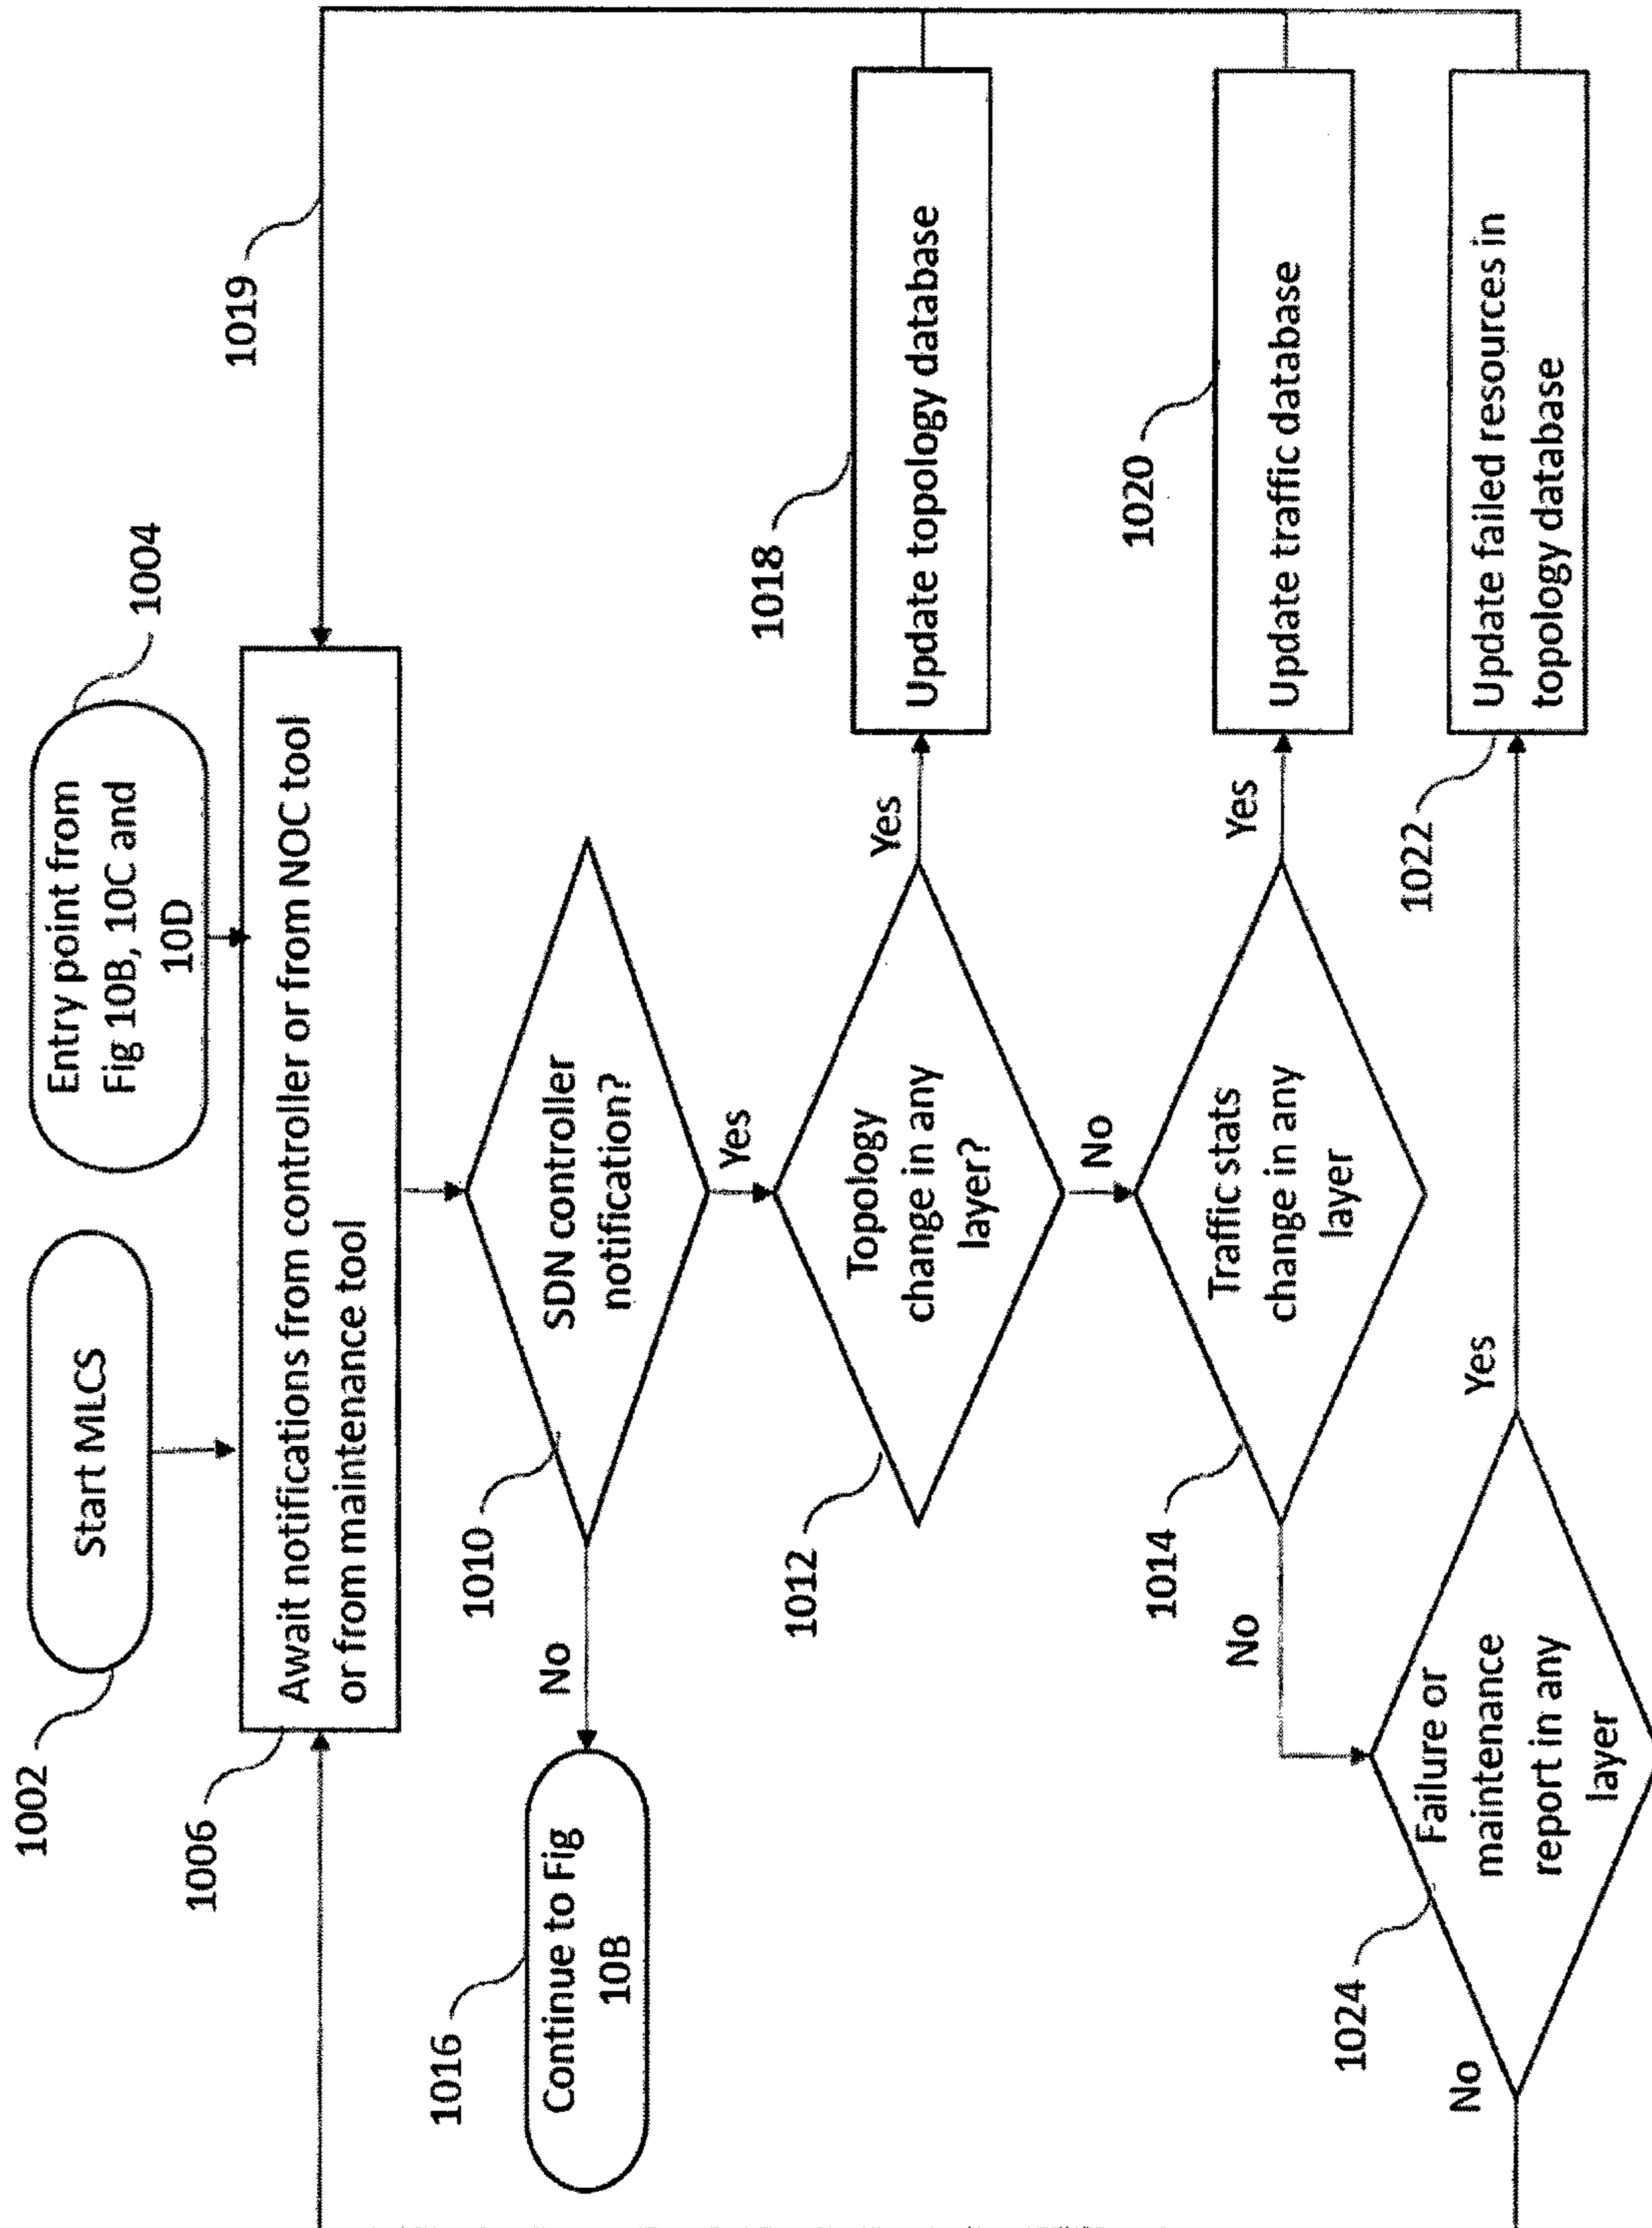 1002
Start MLCS
Entry point from
Fig 10B, 10C and
10D
1004
1006
Await notifications from controller or from NOC tool
or from maintenance tool
1019
1010
SDN controller
notification?
No
Yes
1016
Continue to Fig
10B
1012
Topology
change in any
layer?
Yes
No
1018
Update topology database
1014
Traffic stats
change in any
layer
Yes
No
1020
Update traffic database
1024
Failure or
maintenance
report in any
layer
No
Yes
1022
Update failed resources in
topology database